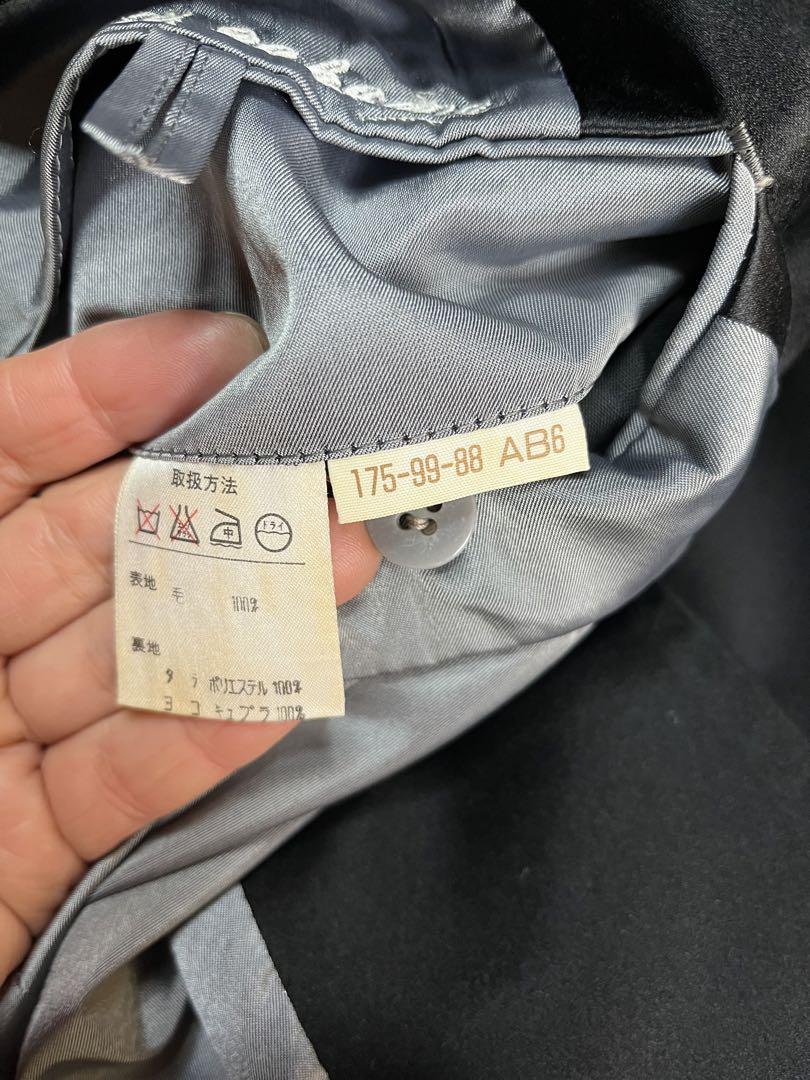 175-99-88 AB6
取扱方法
中 ドライ
表地 毛 100%
裏地
タテ ポリエステル 100%
ヨコ キュプラ 100%